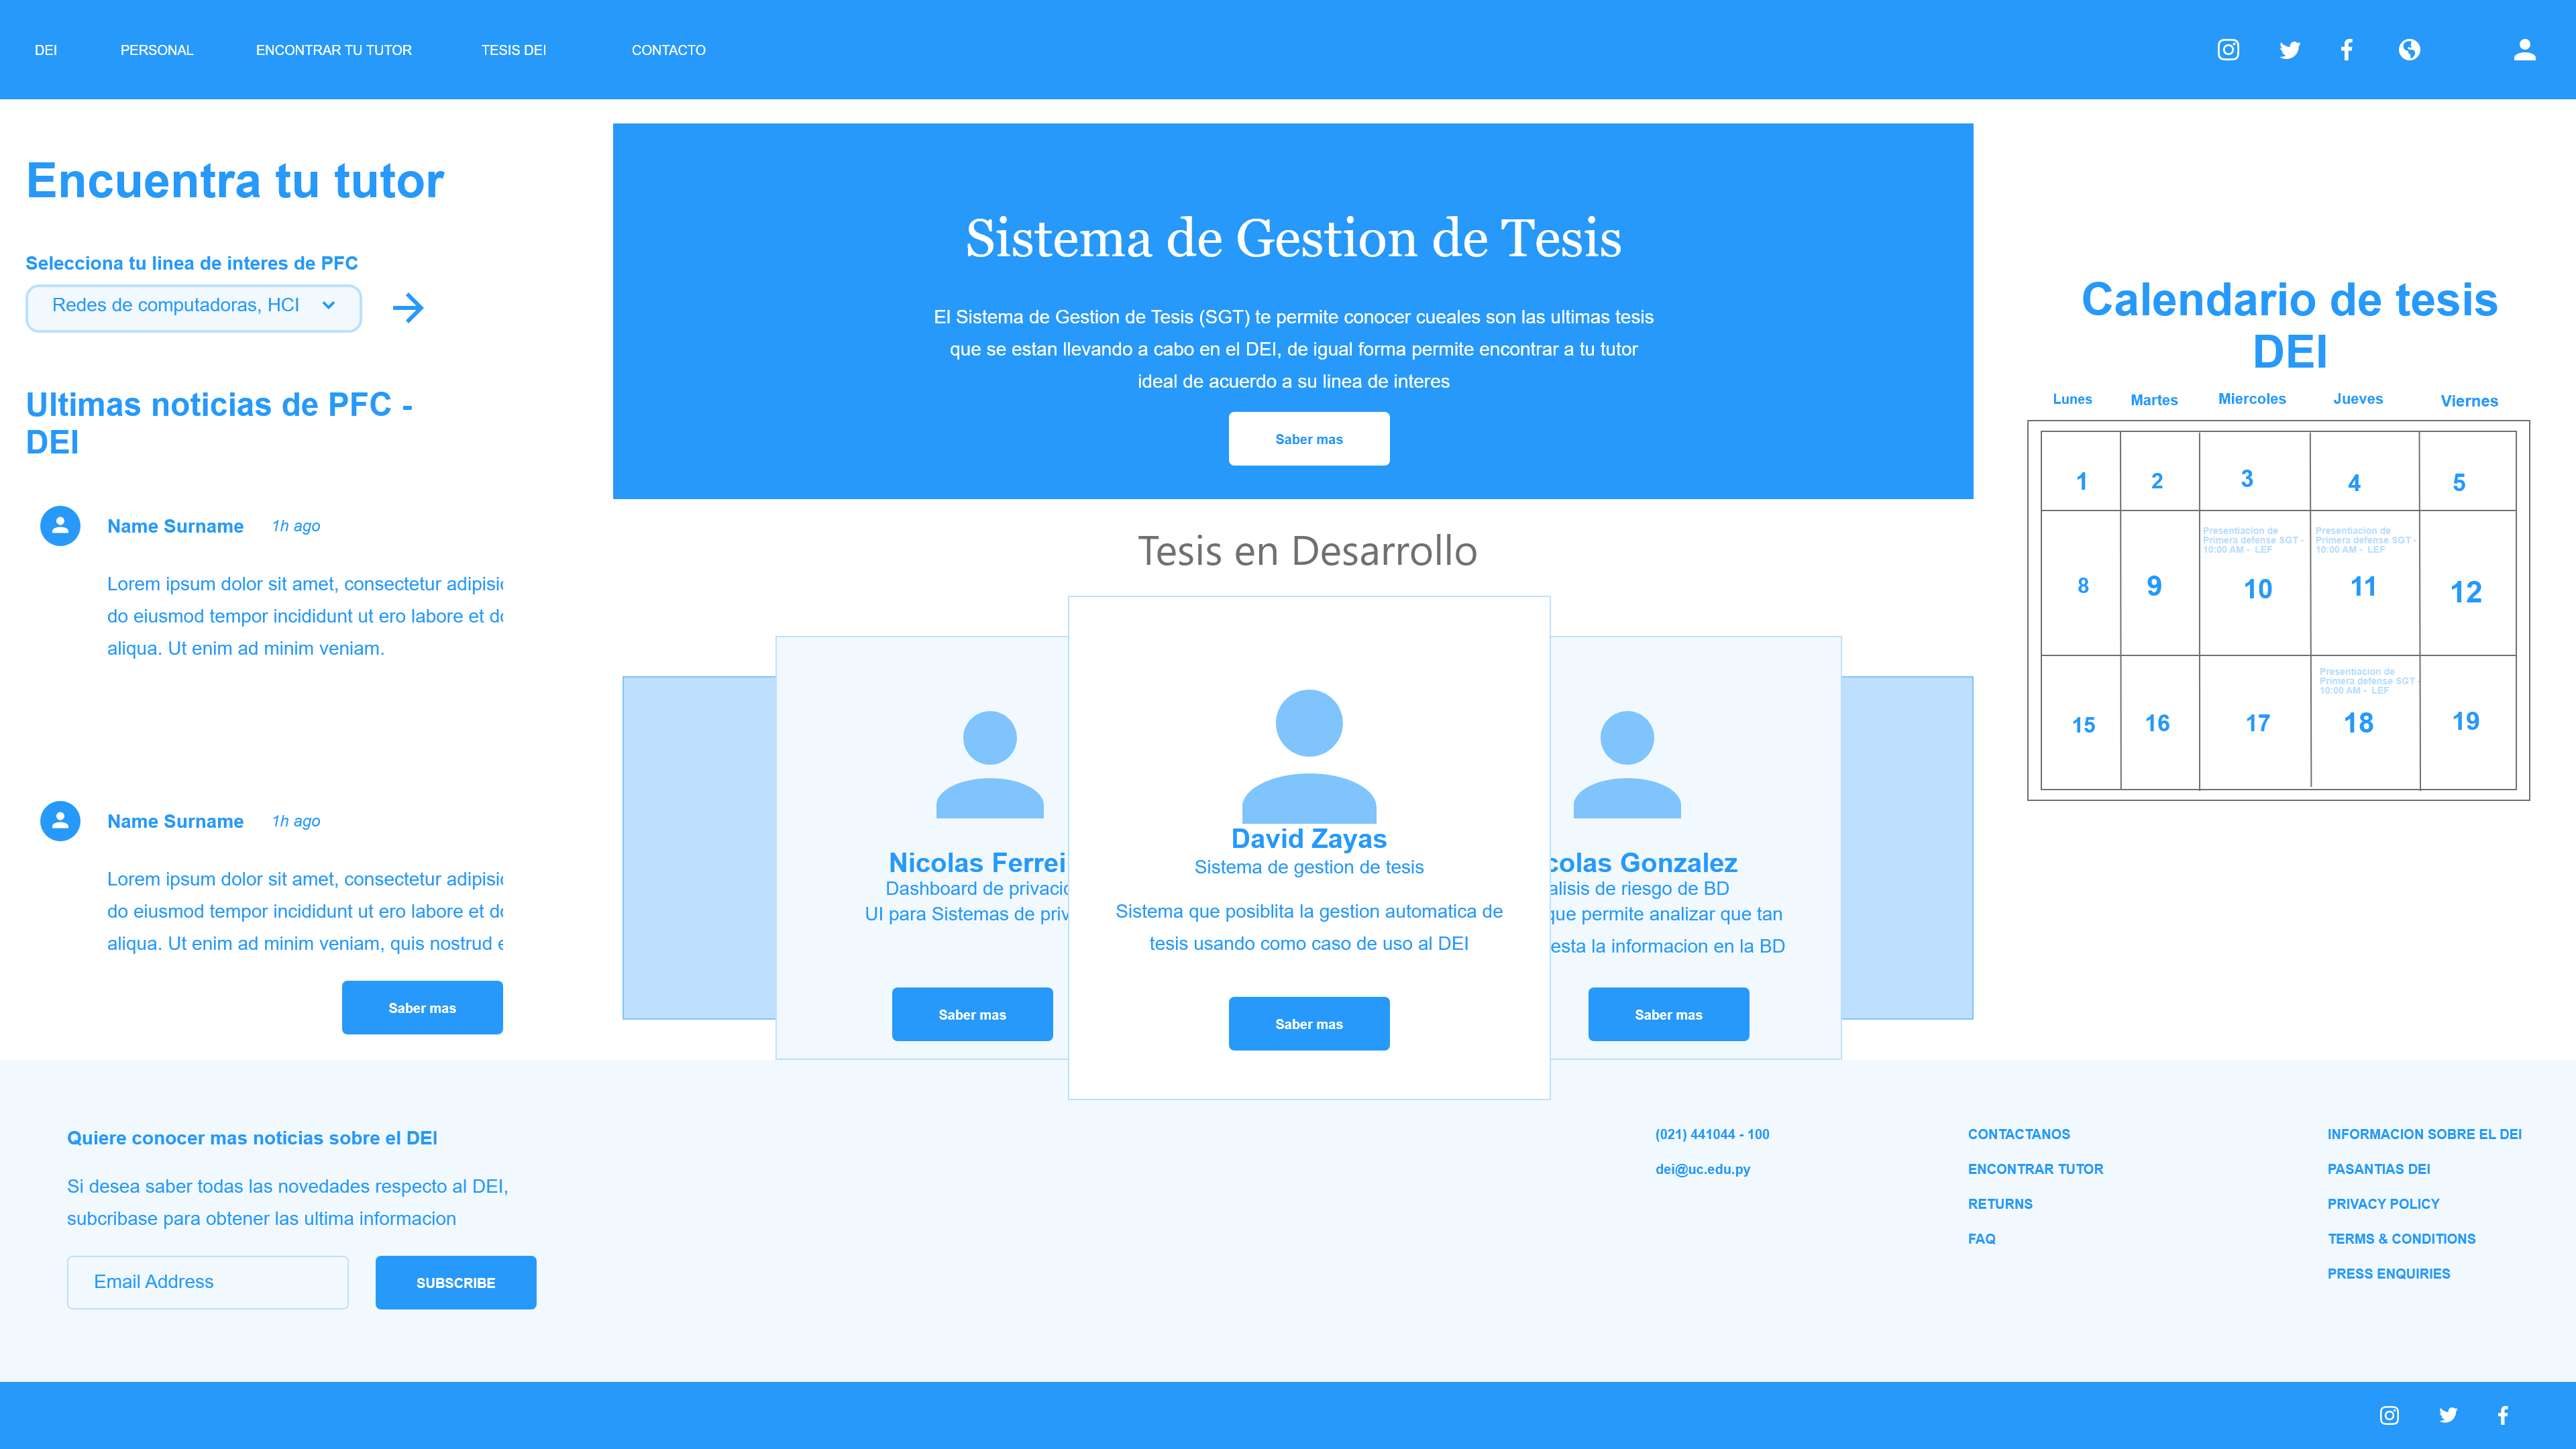 DEI
PERSONAL
ENCONTRAR TU TUTOR
TESIS DEI
CONTACTO
Encuentra tu tutor
Selecciona tu linea de interes de PFC
Redes de computadoras, HCI
Ultimas noticias de PFC -
DEI
Name Surname 1h ago
Lorem ipsum dolor sit amet, consectetur
do eiusmod tempor incididunt ut ero labore et
aliqua. Ut enim ad minim veniam.
Name Surname 1h ago
Lorem ipsum dolor sit amet, consectetur
do eiusmod tempor incididunt ut ero labore et
aliqua. Ut enim ad minim veniam, quis nostrud
Saber mas
Sistema de Gestion de Tesis
El Sistema de Gestion de Tesis (SGT) te permite conocer cueales son las ultimas tesis
que se estan llevando a cabo en el DEI, de igual forma permite encontrar a tu tutor
ideal de acuerdo a su linea de interes
Saber mas
Tesis en Desarrollo
Nicolas Ferrei
Dashboard de privacid
UI para Sistemas de priv
Saber mas
David Zayas
Sistema de gestion de tesis
Sistema que posiblita la gestion automatica de
tesis usando como caso de uso al DEI
Saber mas
colas Gonzalez
alisis de riesgo de BD
que permite analizar que tan
esta la informacion en la BD
Saber mas
Calendario de tesis
DEI
Lunes Martes Miercoles Jueves Viernes
1 2 3 4 5
Presentiacion de
Primera defense SGT -
10:00 AM - LEF
Presentiacion de
Primera defense SGT -
10:00 AM - LEF
8 9 10 11 12
Presentiacion de
Primera defense SGT -
10:00 AM - LEF
15 16 17 18 19
Quiere conocer mas noticias sobre el DEI
Si desea saber todas las novedades respecto al DEI,
subcribase para obtener las ultima informacion
Email Address
SUBSCRIBE
(021) 441044 - 100
dei@uc.edu.py
CONTACTANOS
ENCONTRAR TUTOR
RETURNS
FAQ
INFORMACION SOBRE EL DEI
PASANTIAS DEI
PRIVACY POLICY
TERMS & CONDITIONS
PRESS ENQUIRIES